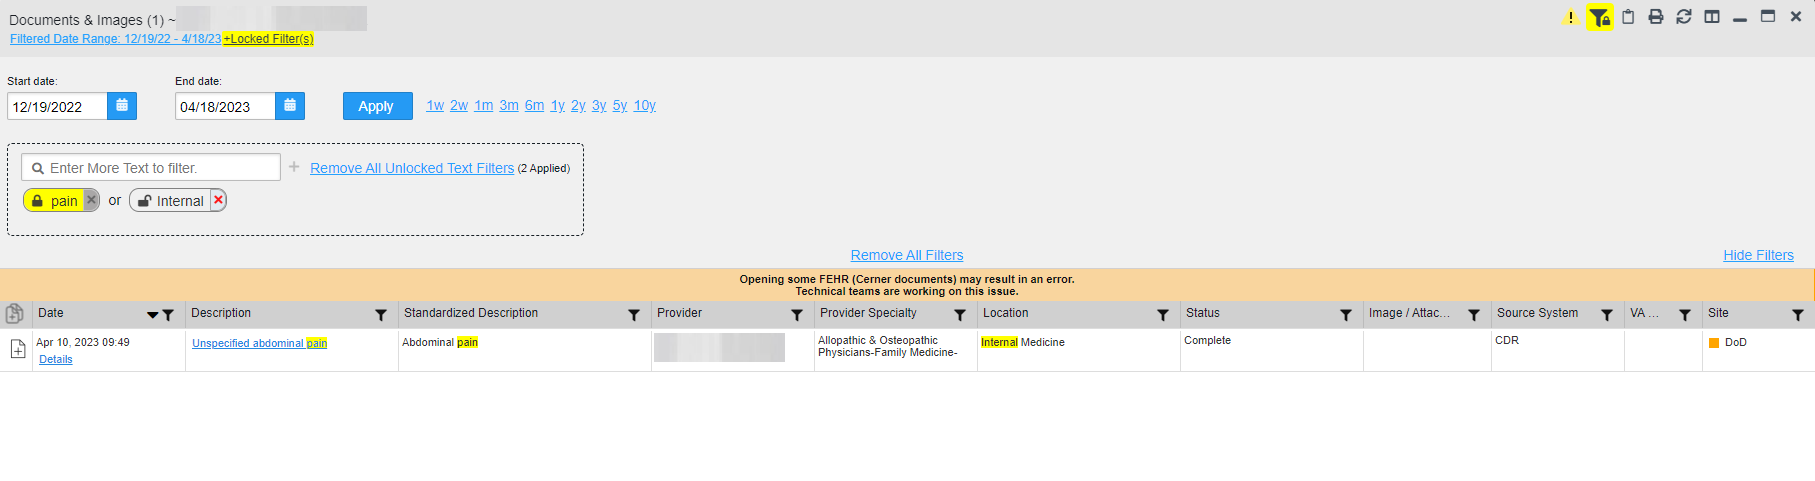 Documents & Images (1) ~
Filtered Date Range: 12/19/22 - 4/18/23 +Locked Filter(s)
Start date:
End date:
12/19/2022
04/18/2023
Apply
1w 2w 1m 3m 6m 1y 2y 3y 5y 10y
Enter More Text to filter.
+ Remove All Unlocked Text Filters (2 Applied)
pain × or Internal ×
Remove All Filters
Hide Filters
Opening some FEHR (Cerner documents) may result in an error.
Technical teams are working on this issue.
Date Description Standardized Description Provider Provider Specialty Location Status Image / Attac... Source System VA ... Site
Apr 10, 2023 09:49 Unspecified abdominal pain Abdominal pain Allopathic & Osteopathic Internal Medicine Complete CDR DoD
Details Physicians-Family Medicine-